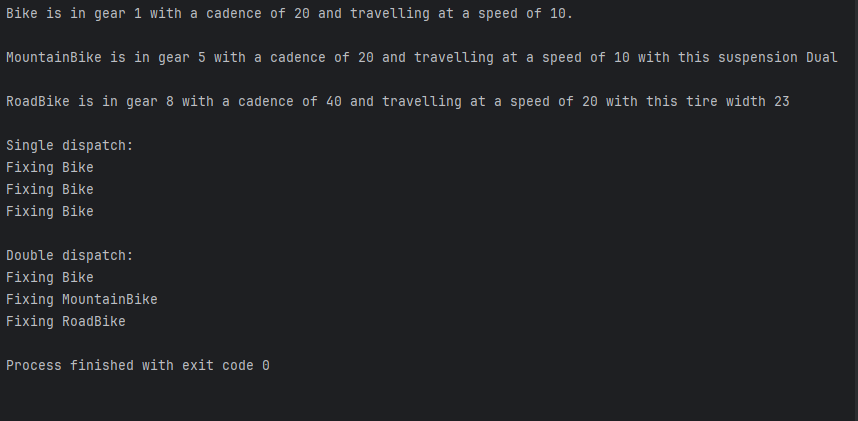 Bike is in gear 1 with a cadence of 20 and travelling at a speed of 10.
MountainBike is in gear 5 with a cadence of 20 and travelling at a speed of 10 with this suspension Dual
RoadBike is in gear 8 with a cadence of 40 and travelling at a speed of 20 with this tire width 23
Single dispatch:
Fixing Bike
Fixing Bike
Fixing Bike
Double dispatch:
Fixing Bike
Fixing MountainBike
Fixing RoadBike
Process finished with exit code 0